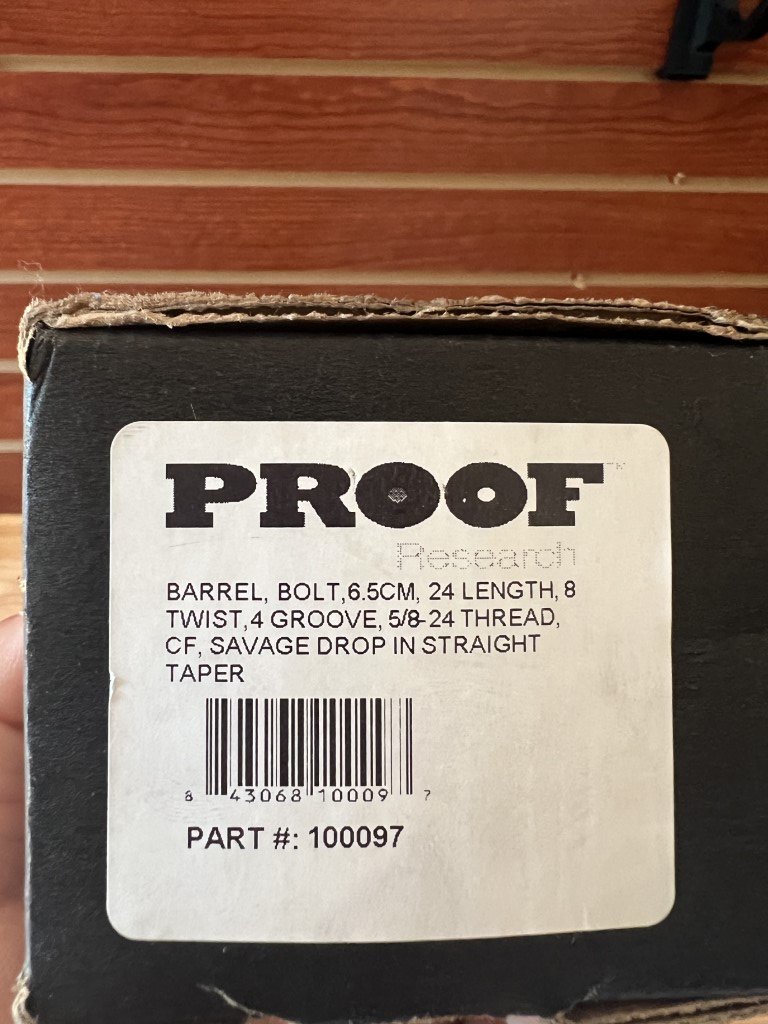 PROOF™
Research
BARREL, BOLT,6.5CM, 24 LENGTH, 8
TWIST,4 GROOVE, 5/8-24 THREAD,
CF, SAVAGE DROP IN STRAIGHT
TAPER
8 43068 10009 7
PART #: 100097